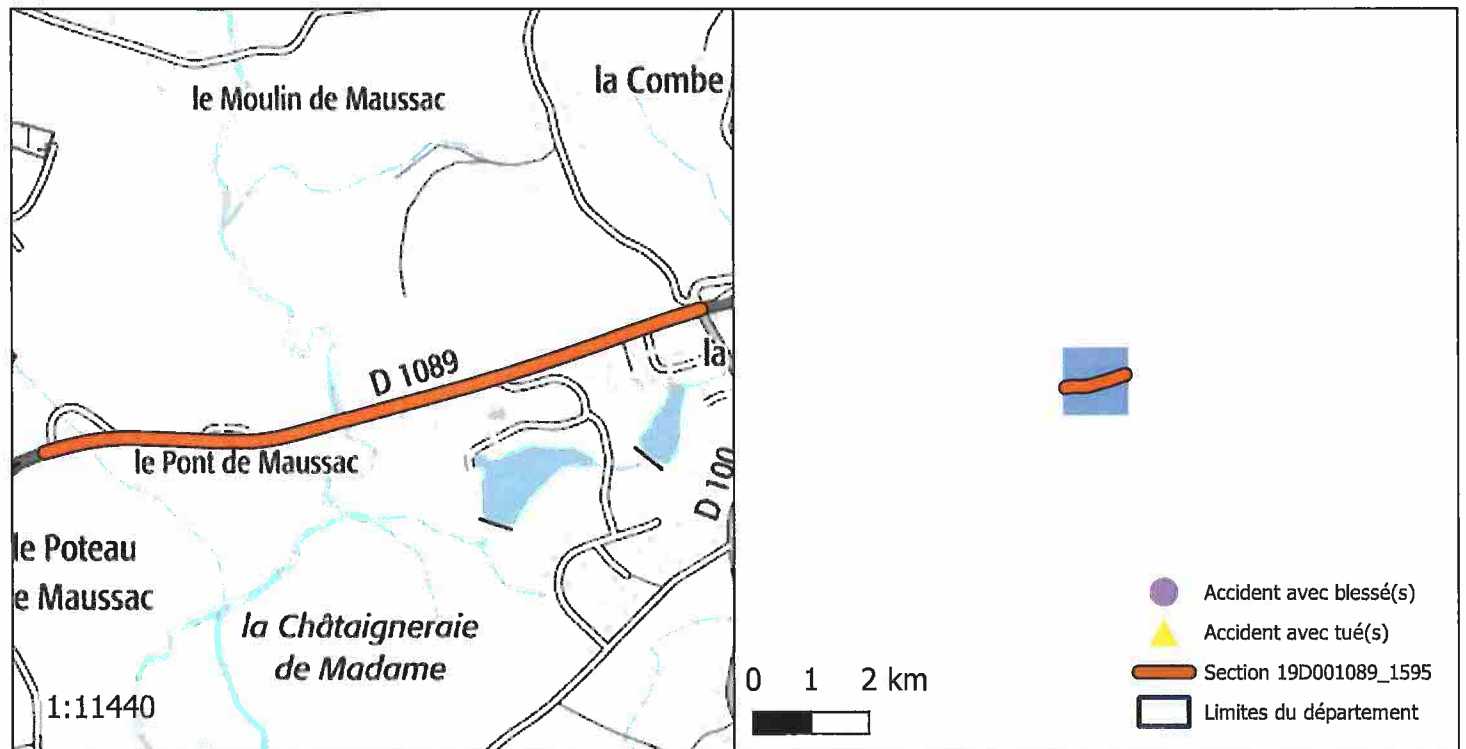 le Moulin de Maussac
la Combe
D 1089
la
le Pont de Maussac
D 100
le Poteau
e Maussac
la Châtaigneraie
de Madame
1:11440
0 1 2 km
Accident avec blessé(s)
Accident avec tué(s)
Section 19D001089_1595
Limites du département